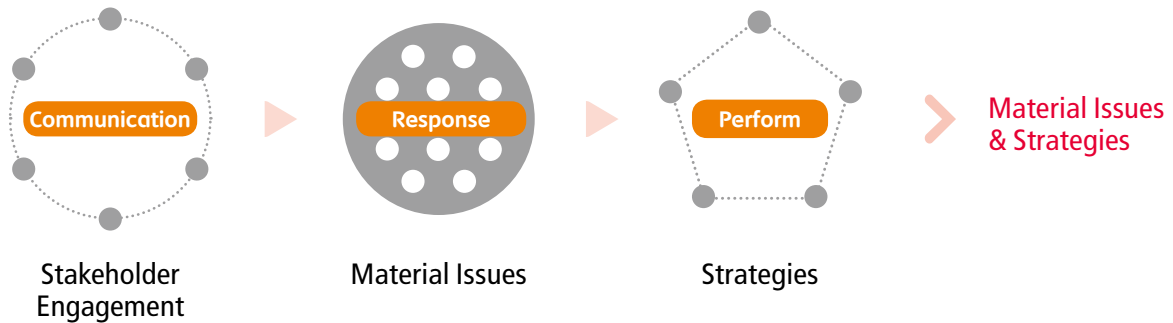 Communication
Response
Perform
Material Issues
& Strategies
Stakeholder
Engagement
Material Issues
Strategies